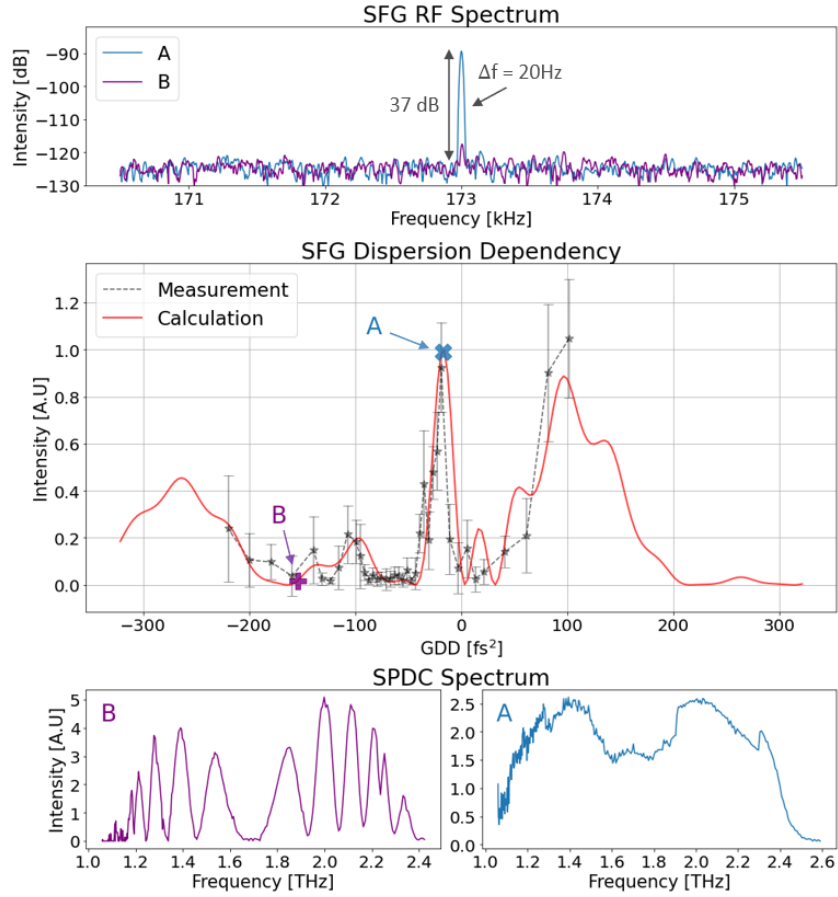 SFG RF Spectrum
Intensity [dB]
−90
−100
−110
−120
−130
A
B
37 dB
Δf = 20Hz
171
172
173
174
175
Frequency [kHz]
SFG Dispersion Dependency
Intensity [A.U]
1.2
1.0
0.8
0.6
0.4
0.2
0.0
Measurement
Calculation
A
B
−300
−200
−100
0
100
200
300
GDD [fs²]
SPDC Spectrum
Intensity [A.U]
5
4
3
2
1
0
B
1.0 1.2 1.4 1.6 1.8 2.0 2.2 2.4
Frequency [THz]
2.5
2.0
1.5
1.0
0.5
0.0
A
1.0 1.2 1.4 1.6 1.8 2.0 2.2 2.4 2.6
Frequency [THz]